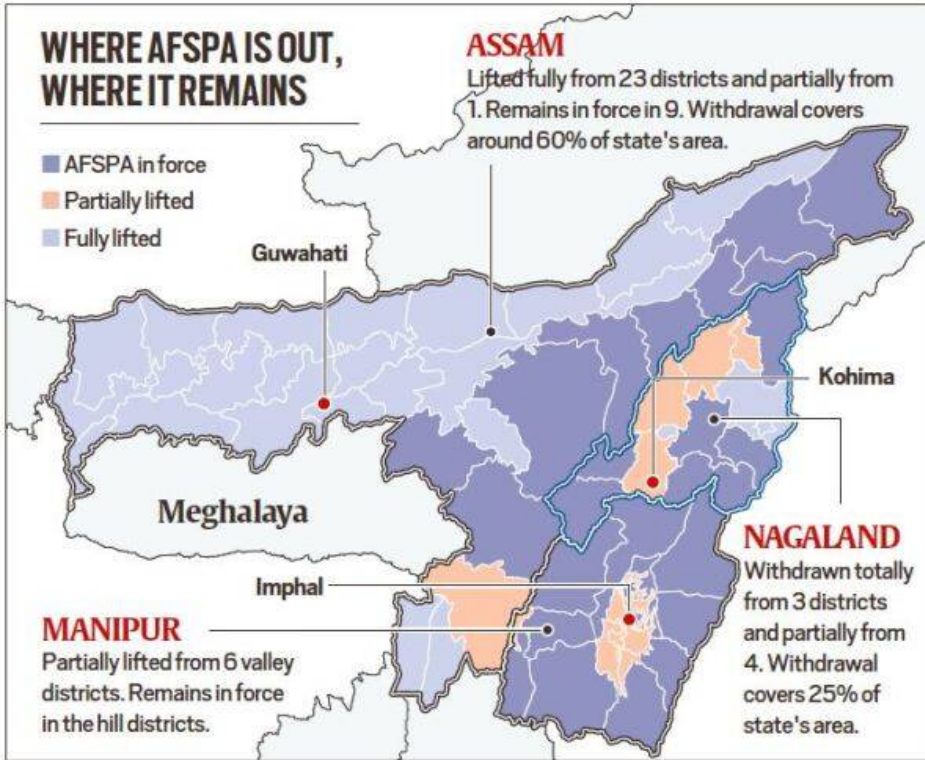 WHERE AFSPA IS OUT,
WHERE IT REMAINS
AFSPA in force
Partially lifted
Fully lifted
ASSAM
Lifted fully from 23 districts and partially from
1. Remains in force in 9. Withdrawal covers
around 60% of state's area.
Guwahati
Kohima
Meghalaya
Imphal
MANIPUR
Partially lifted from 6 valley
districts. Remains in force
in the hill districts.
NAGALAND
Withdrawn totally
from 3 districts
and partially from
4. Withdrawal
covers 25% of
state's area.